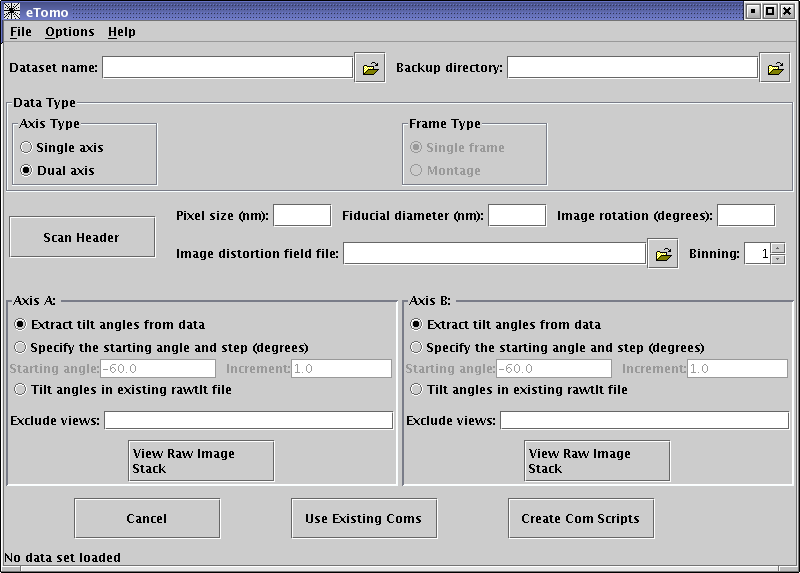 eTomo
File Options Help
Dataset name: Backup directory:
Data Type
Axis Type Frame Type
Single axis Single frame
Dual axis Montage
Pixel size (nm): Fiducial diameter (nm): Image rotation (degrees):
Scan Header
Image distortion field file: Binning: 1
Axis A: Axis B:
Extract tilt angles from data Extract tilt angles from data
Specify the starting angle and step (degrees) Specify the starting angle and step (degrees)
Starting angle: -60.0 Increment: 1.0 Starting angle: -60.0 Increment: 1.0
Tilt angles in existing rawtlt file Tilt angles in existing rawtlt file
Exclude views: Exclude views:
View Raw Image View Raw Image
Stack Stack
Cancel Use Existing Coms Create Com Scripts
No data set loaded